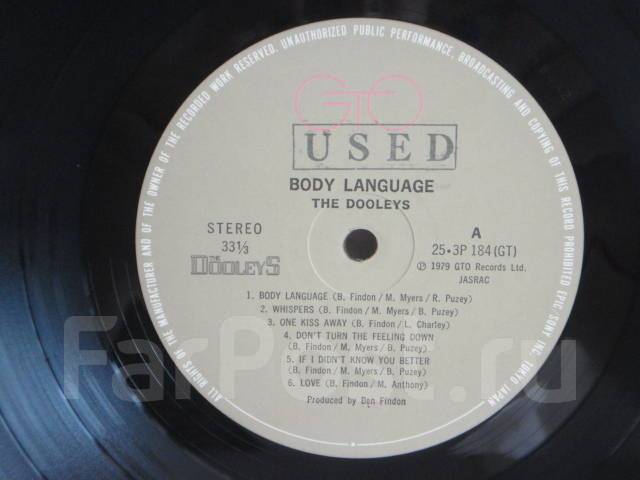 ALL RIGHTS OF THE MANUFACTURER AND OF THE OWNER OF THE RECORDED WORK RESERVED. UNAUTHORIZED PUBLIC PERFORMANCE, BROADCASTING AND COPYING OF THIS RECORD PROHIBITED EPIC/SONY INC. TOKYO JAPAN
GTO
USED
BODY LANGUAGE
THE DOOLEYS
STEREO
33⅓
THE DOOLEYS
A
25・3P 184(GT)
℗ 1979 GTO Records Ltd.
JASRAC
1. BODY LANGUAGE (B. Findon/M. Myers/R. Puzey)
2. WHISPERS (B. Findon/M. Myers/B. Puzey)
3. ONE KISS AWAY (B. Findon/L. Charley)
4. DON'T TURN THE FEELING DOWN
(B. Findon/M. Myers/B. Puzey)
5. IF I DIDN'T KNOW YOU BETTER
(B. Findon/M. Myers/B. Puzey)
6. LOVE (B. Findon/M. Anthony)
Produced by Den Findon
FarPost.ru